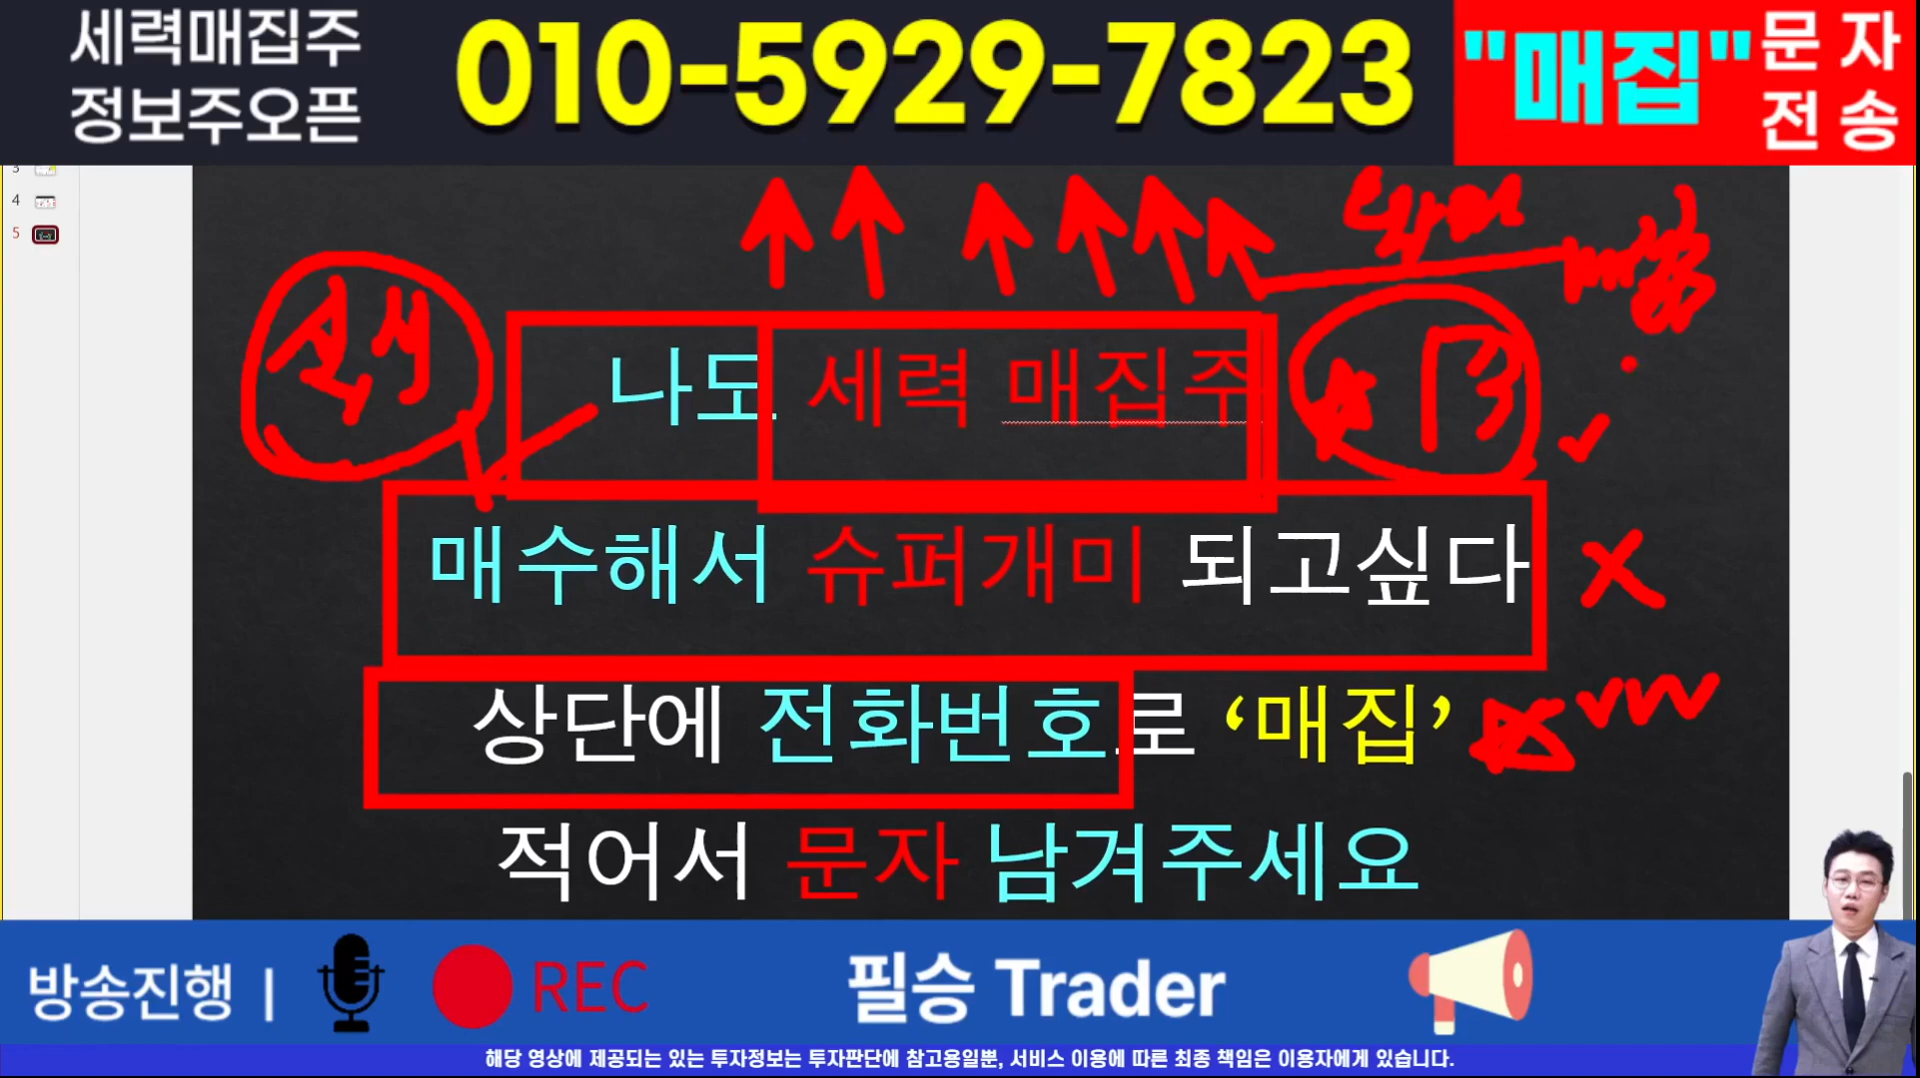 세력매집주
정보주오픈
010-5929-7823
"매집"
문자
전송
4
5
나도 세력 매집주
매수해서 슈퍼개미 되고싶다
상단에 전화번호로 ‘매집’
적어서 문자 남겨주세요
방송진행 |
REC
필승 Trader
해당 영상에 제공되는 있는 투자정보는 투자판단에 참고용일뿐, 서비스 이용에 따른 최종 책임은 이용자에게 있습니다.